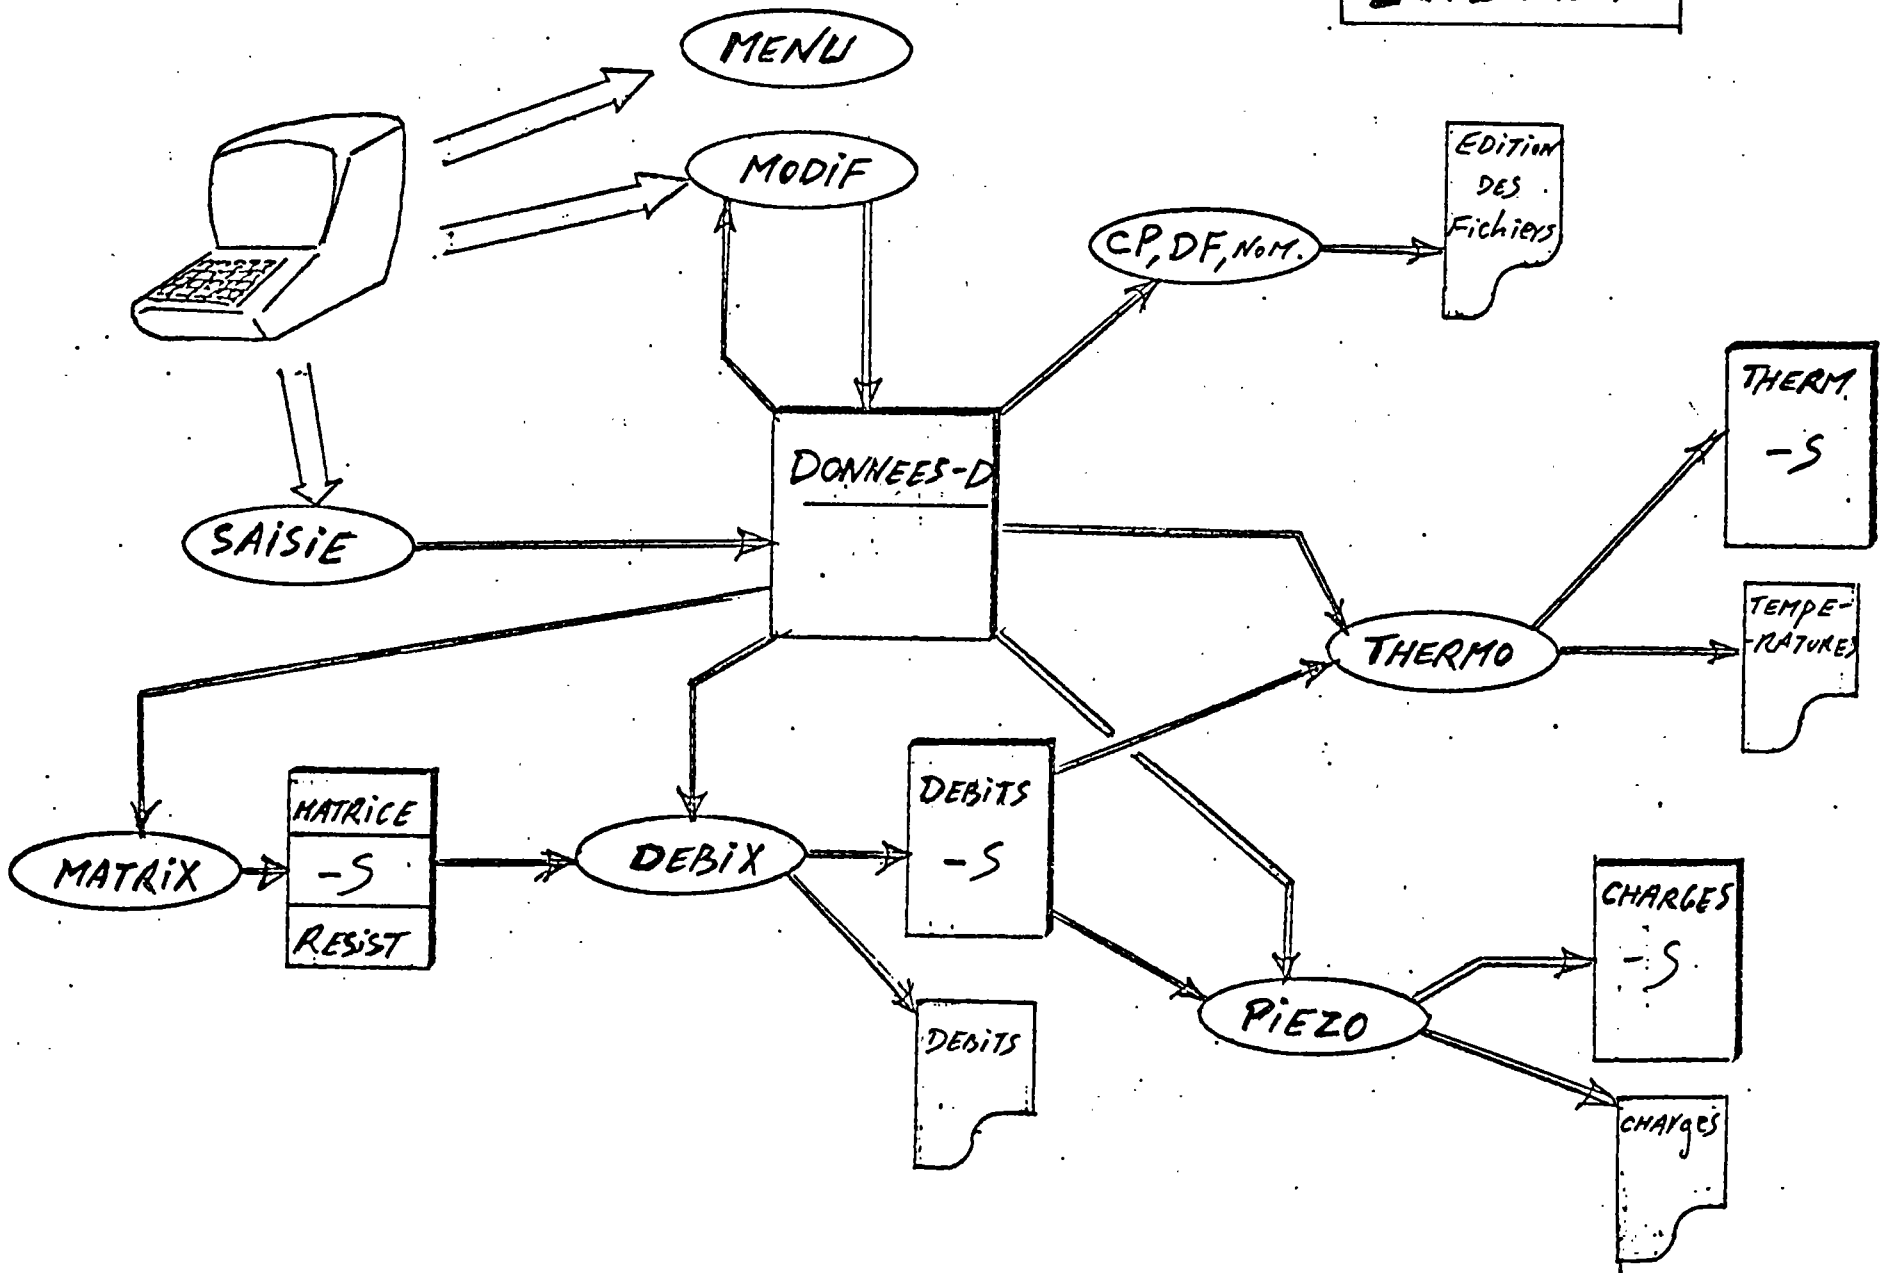 MENU
MODIF
EDITION
DES
Fichiers
CP, DF, NOM.
THERM.
-S
DONNEES-D
SAISIE
TEMPE-
-RATURES
THERMO
DEBITS
-S
MATRICE
-S
RESIST
MATRIX
DEBIX
CHARGES
-S
PIEZO
DEBITS
CHArgES